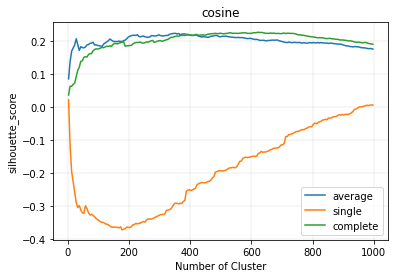 cosine
silhouette_score
0.2
0.1
0.0
−0.1
−0.2
−0.3
−0.4
0
200
400
600
800
1000
Number of Cluster
average
single
complete